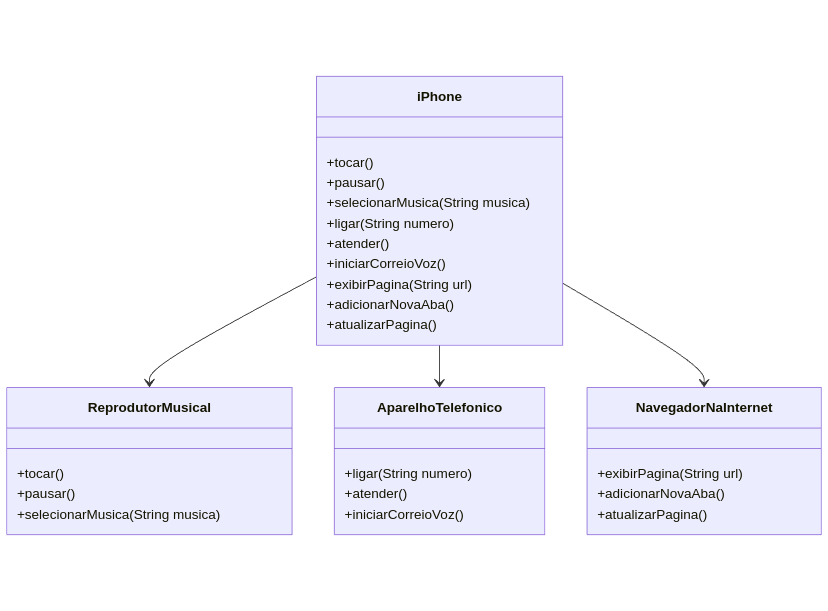 iPhone
+tocar()
+pausar()
+selecionarMusica(String musica)
+ligar(String numero)
+atender()
+iniciarCorreioVoz()
+exibirPagina(String url)
+adicionarNovaAba()
+atualizarPagina()
ReprodutorMusical
+tocar()
+pausar()
+selecionarMusica(String musica)
AparelhoTelefonico
+ligar(String numero)
+atender()
+iniciarCorreioVoz()
NavegadorNaInternet
+exibirPagina(String url)
+adicionarNovaAba()
+atualizarPagina()